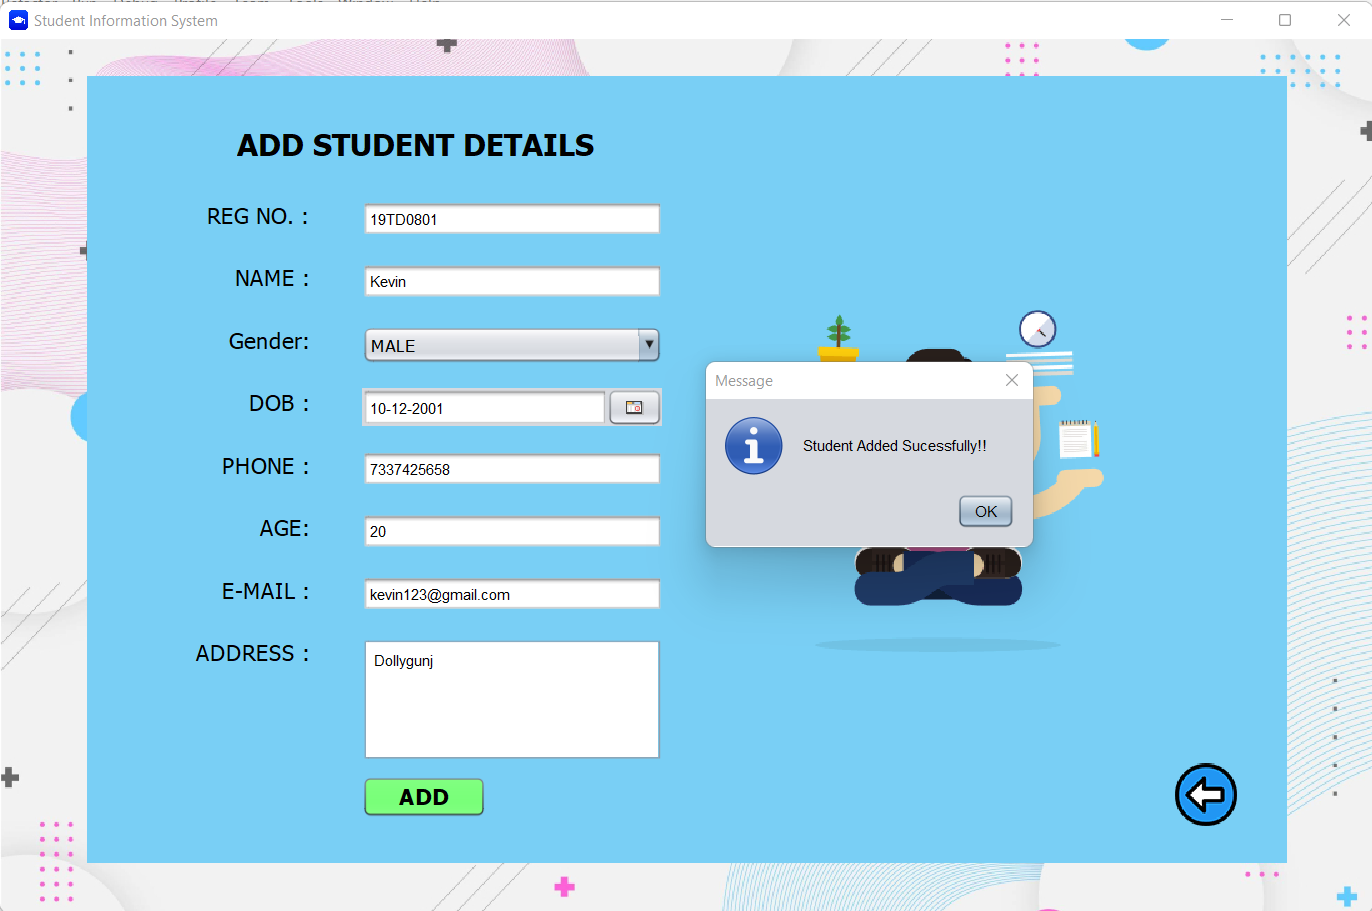 Student Information System
ADD STUDENT DETAILS
REG NO. : 19TD0801
NAME : Kevin
Gender: MALE
DOB : 10-12-2001
PHONE : 7337425658
AGE: 20
E-MAIL : kevin123@gmail.com
ADDRESS : Dollygunj
ADD
Message
Student Added Sucessfully!!
OK